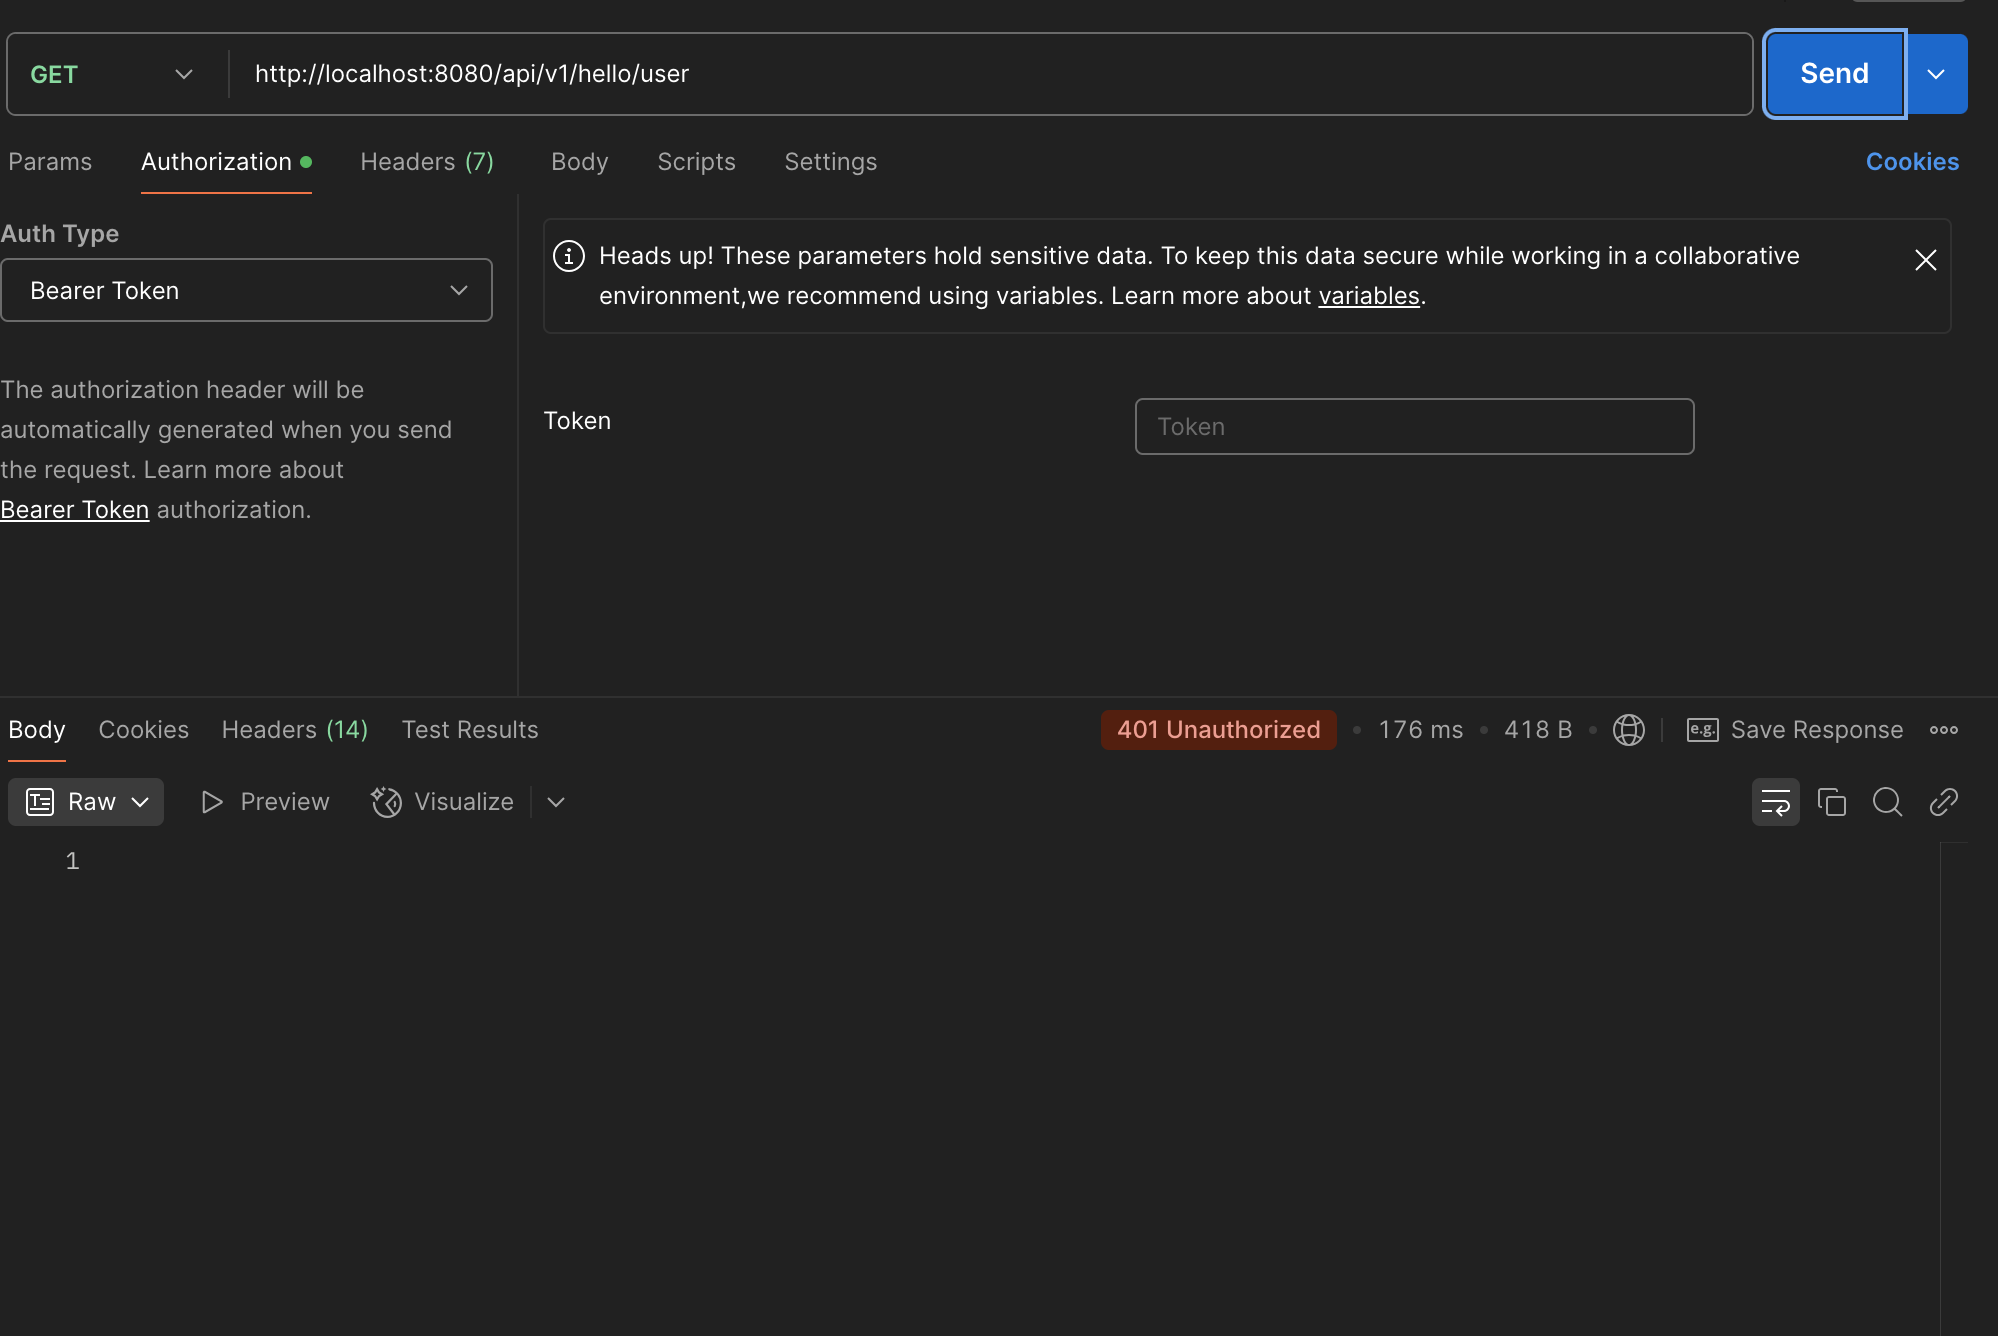 GET http://localhost:8080/api/v1/hello/user Send
Params Authorization Headers (7) Body Scripts Settings Cookies
Auth Type
Bearer Token
The authorization header will be
automatically generated when you send
the request. Learn more about
Bearer Token authorization.
Heads up! These parameters hold sensitive data. To keep this data secure while working in a collaborative
environment,we recommend using variables. Learn more about variables.
Token Token
Body Cookies Headers (14) Test Results 401 Unauthorized • 176 ms • 418 B • e.g. Save Response
Raw Preview Visualize
1